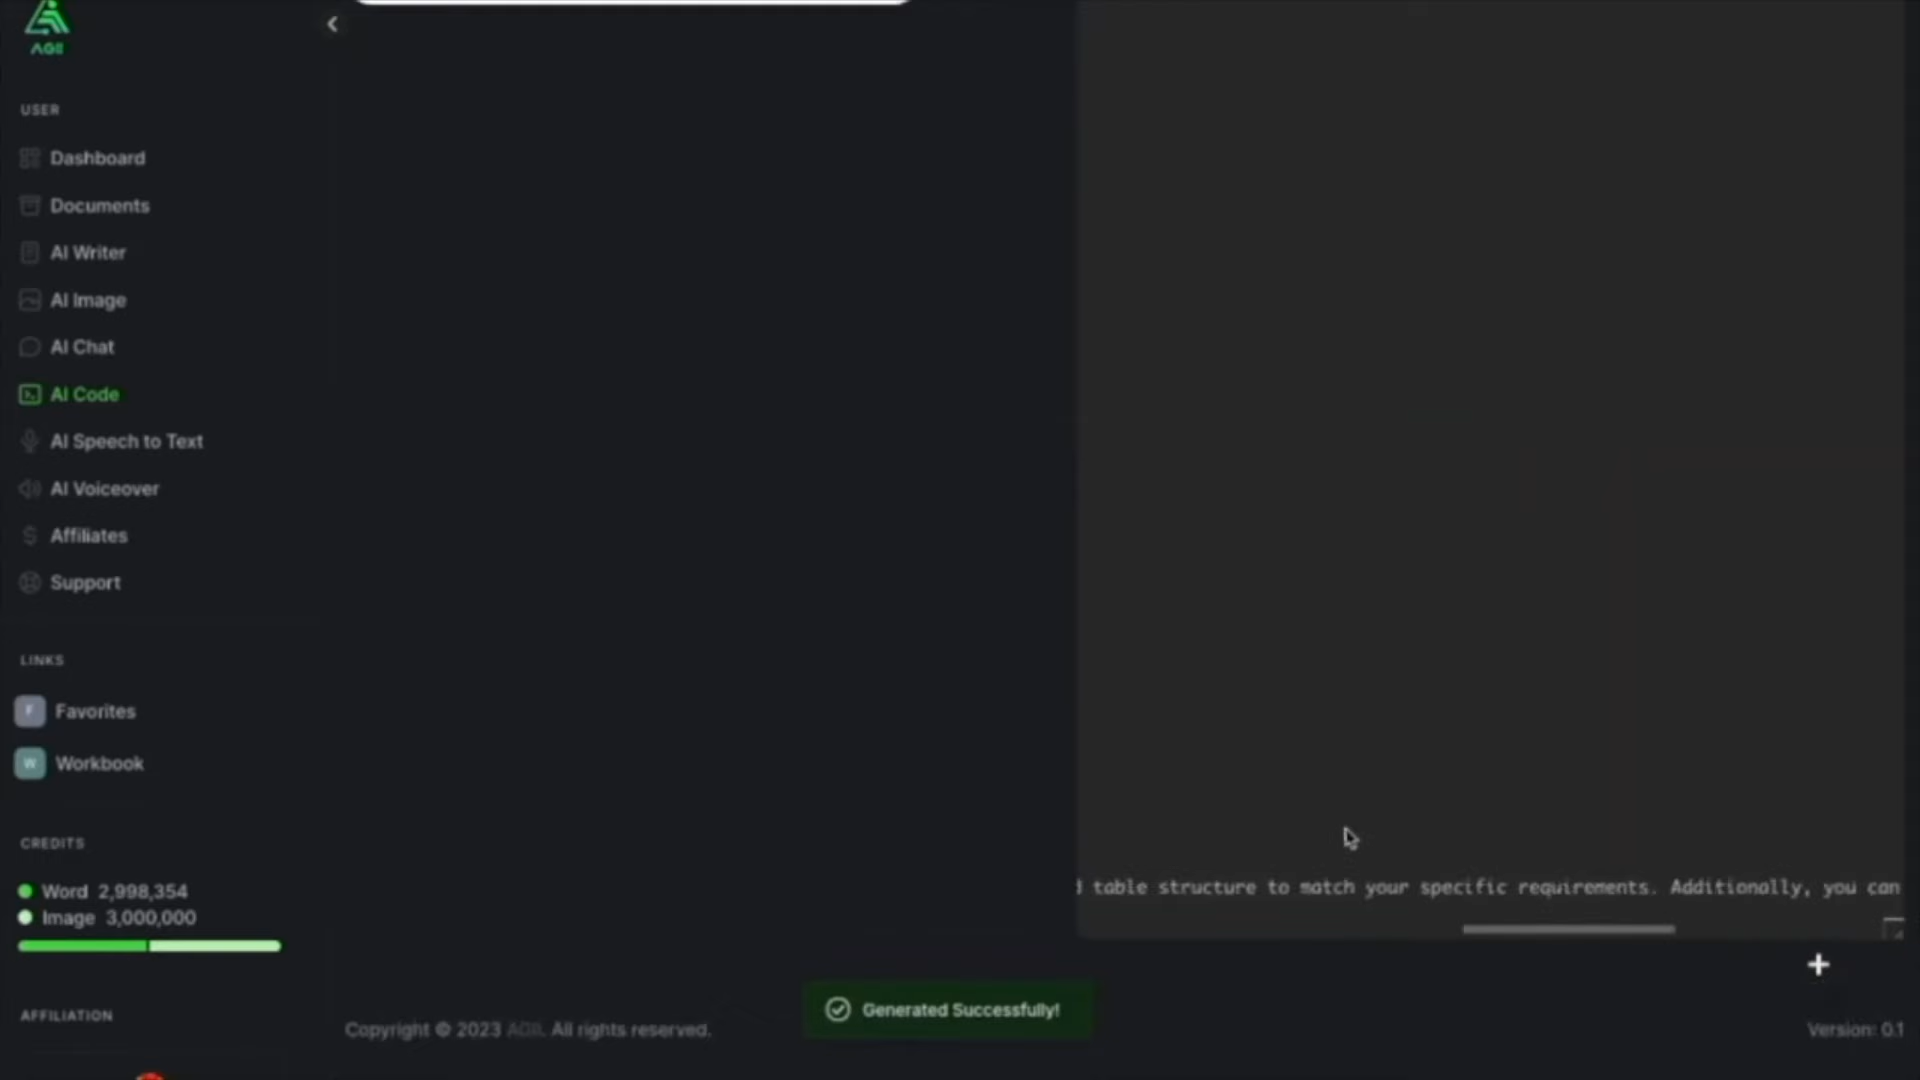 AGII
USER
Dashboard
Documents
AI Writer
AI Image
AI Chat
AI Code
AI Speech to Text
AI Voiceover
Affiliates
Support
LINKS
F Favorites
W Workbook
CREDITS
Word 2,998,354
Image 3,000,000
AFFILIATION
table structure to match your specific requirements. Additionally, you can
Generated Successfully!
Copyright © 2023 AGII. All rights reserved.
Version: 0.1